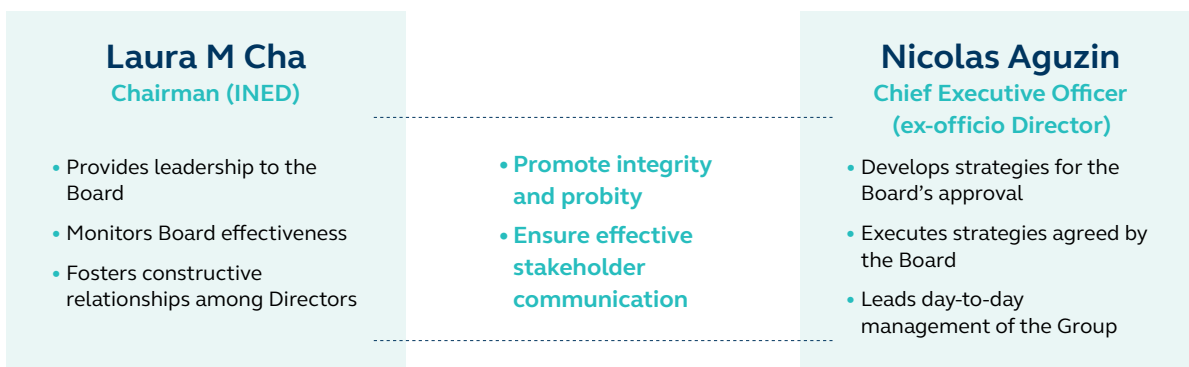 Laura M Cha
Chairman (INED)
• Provides leadership to the
Board
• Monitors Board effectiveness
• Fosters constructive
relationships among Directors
• Promote integrity
and probity
• Ensure effective
stakeholder
communication
Nicolas Aguzin
Chief Executive Officer
(ex-officio Director)
• Develops strategies for the
Board’s approval
• Executes strategies agreed by
the Board
• Leads day-to-day
management of the Group